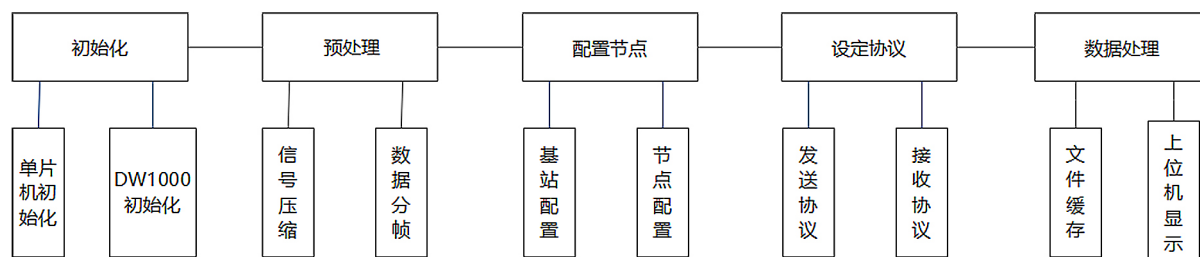 初始化
预处理
配置节点
设定协议
数据处理
单片
机初
始化
DW1000
初始化
信
号
压
缩
数
据
分
帧
基
站
配
置
节
点
配
置
发
送
协
议
接
收
协
议
文
件
缓
存
上
位
机
显
示